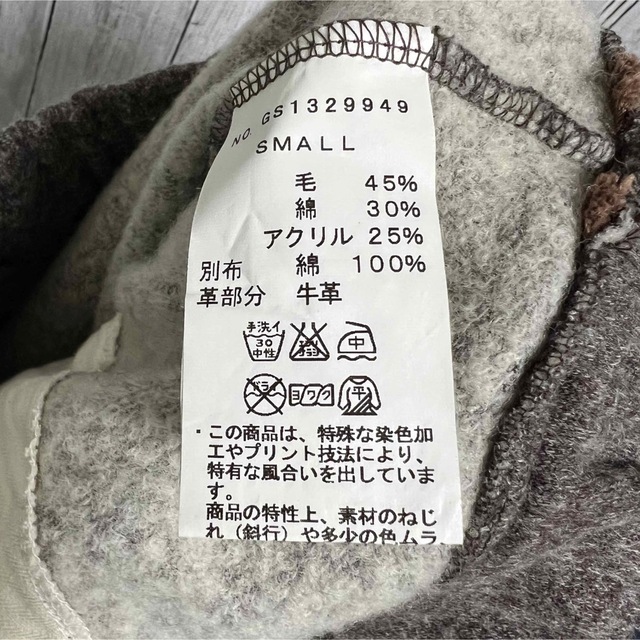 NO. GS1329949
SMALL
毛 45%
綿 30%
アクリル 25%
別布 綿 100%
革部分 牛革
手洗イ
30
中性
中
ドライ
ヨワク
平
・この商品は、特殊な染色加
工やプリント技法により、
特有な風合いを出していま
す。
商品の特性上、素材のねじ
れ（斜行）や多少の色ムラ